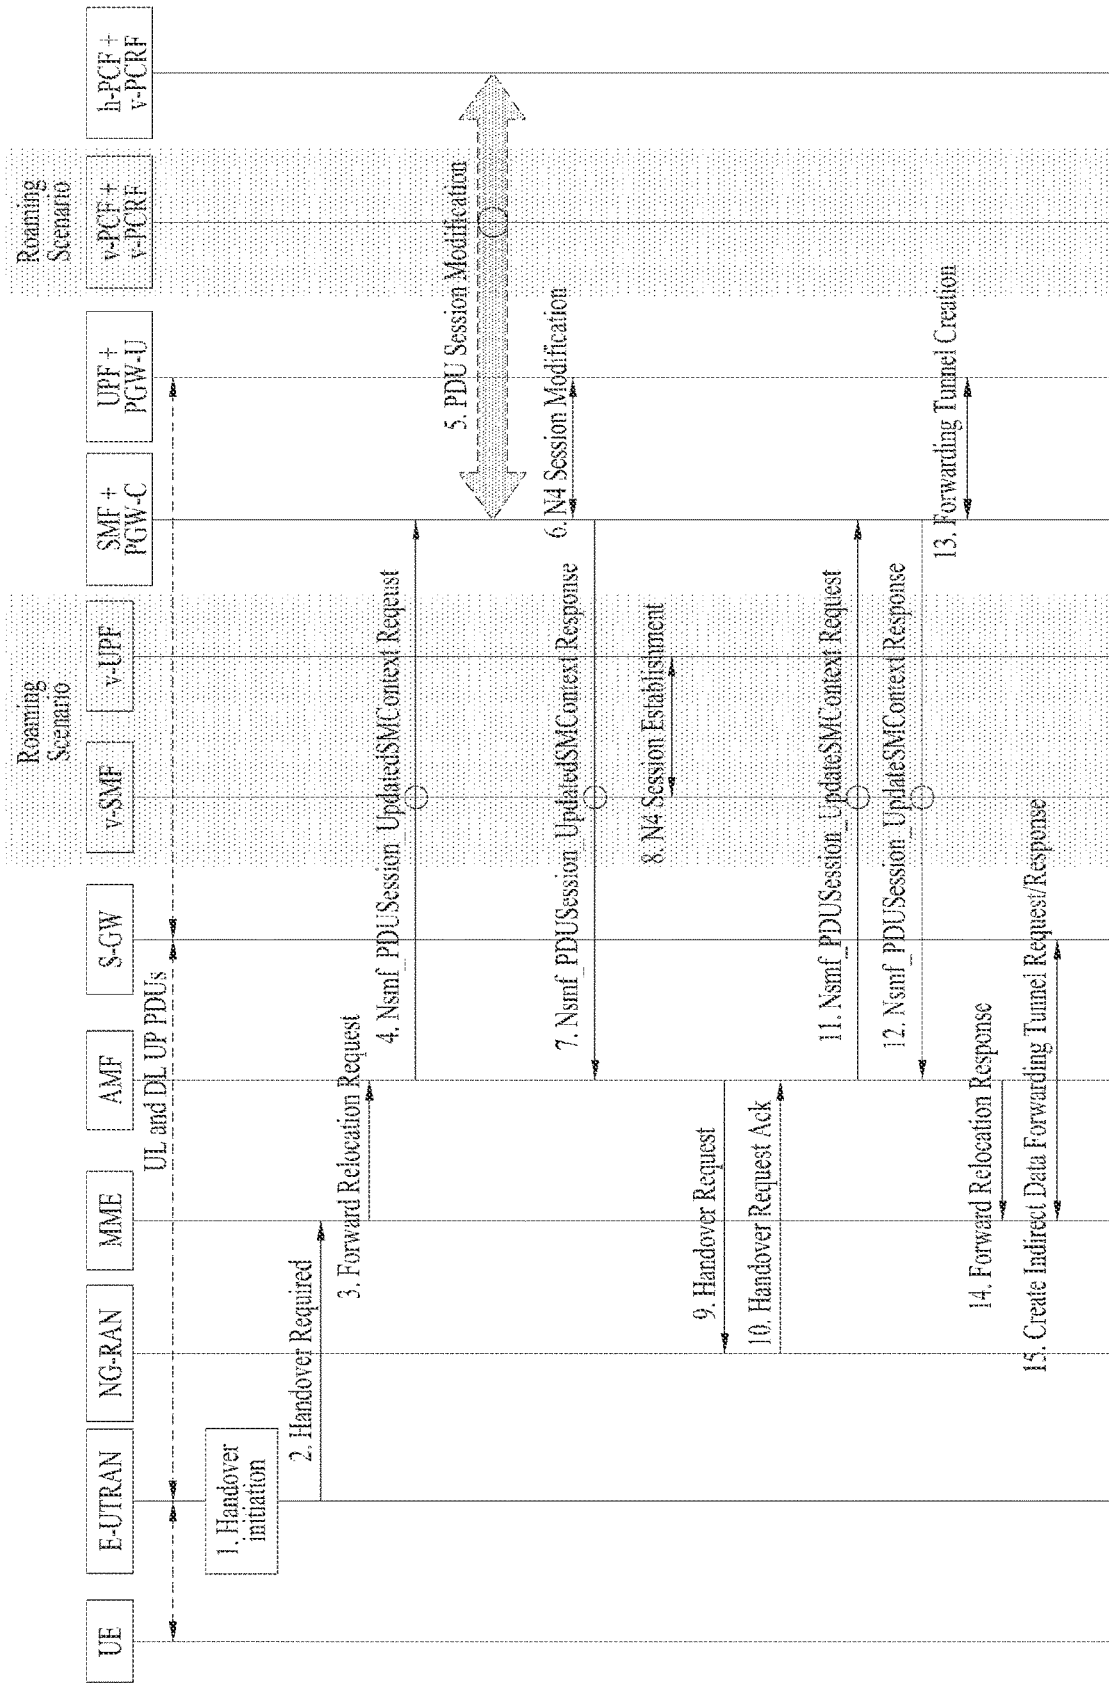 Roaming
Scenario
Roaming
Scenario
UE
E-UTRAN
NG-RAN
MME
AMF
S-GW
v-SMF
v-UPF
SMF +
PGW-C
UPF +
PGW-U
v-PCF +
v-PCRF
h-PCF +
v-PCRF
UL and DL UP PDUs
1. Handover
initiation
2. Handover Required
3. Forward Relocation Request
4. Nsmf_PDUSession_UpdatedSMContext Reqeust
5. PDU Session Modification
6. N4 Session Modification
7. Nsmf_PDUSession_UpdatedSMContext Response
8. N4 Session Establishment
9. Handover Request
10. Handover Request Ack
11. Nsmf_PDUSession_UpdateSMContext Request
12. Nsmf_PDUSession_UpdateSMContext Response
13. Forwarding Tunnel Creation
14. Forward Relocation Response
15. Create Indirect Data Forwarding Tunnel Request/Response